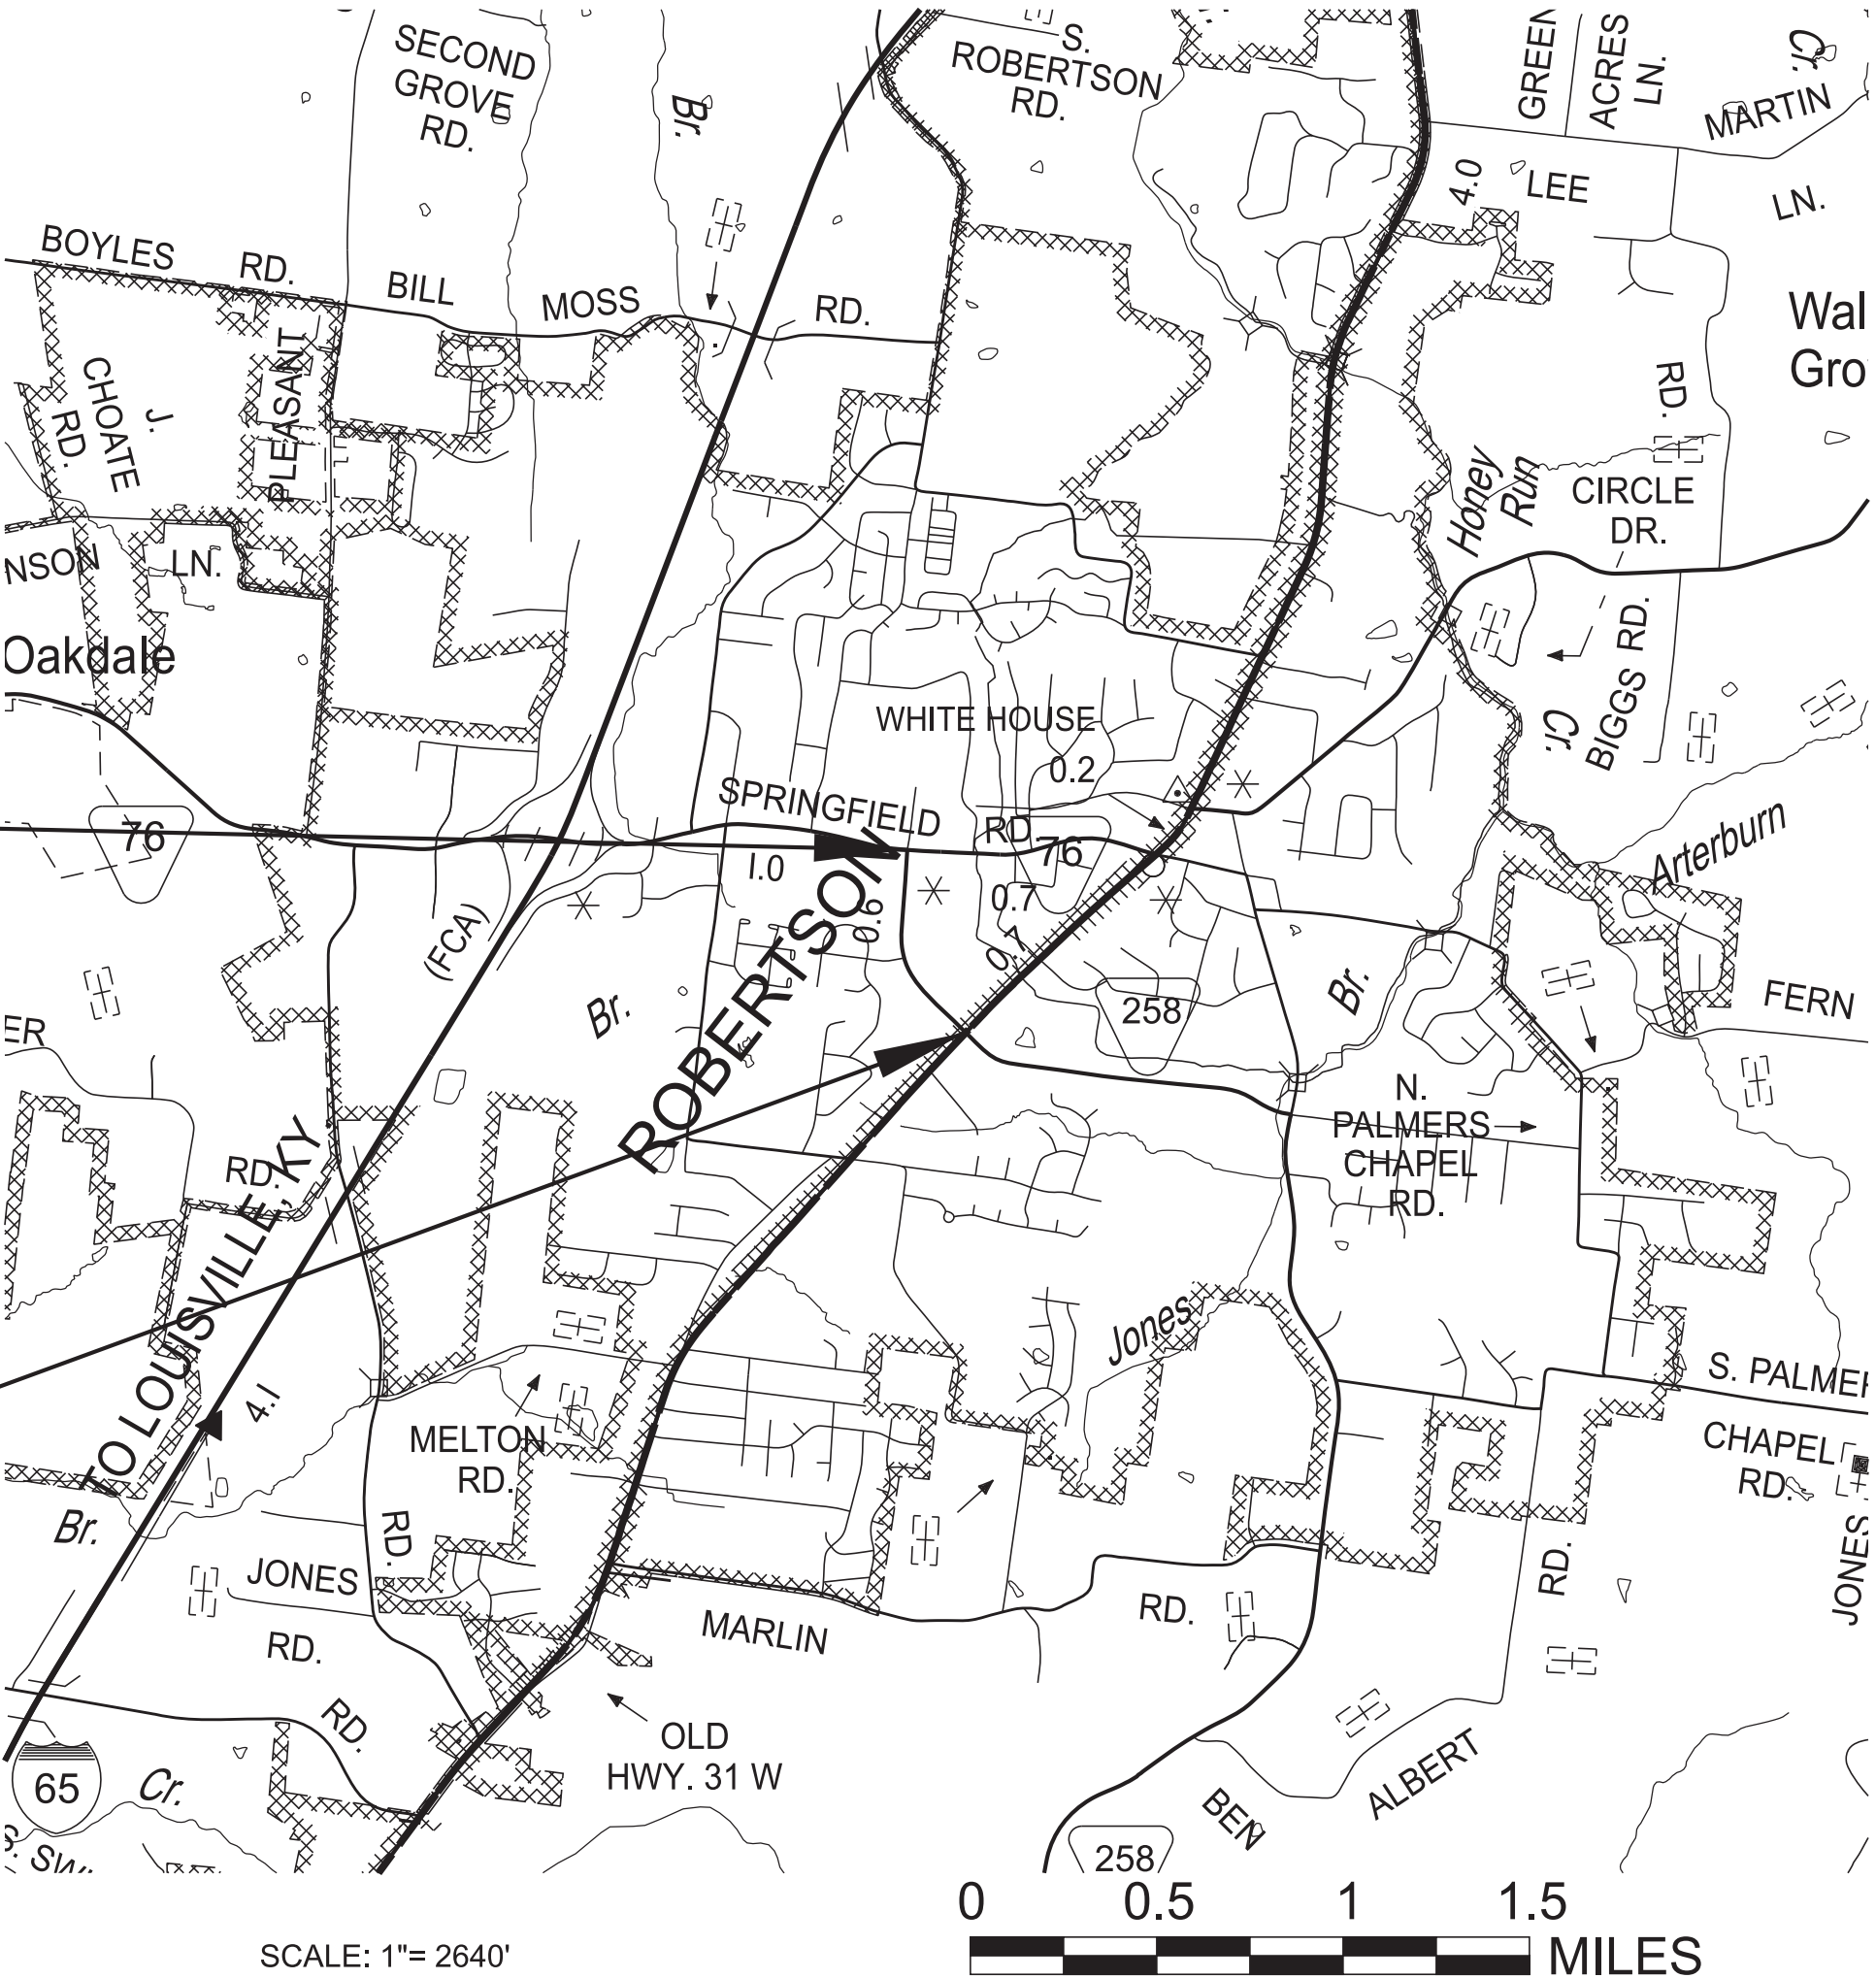 SECOND
GROVE
RD.
Br.
S.
ROBERTSON
RD.
GREEN
ACRES
LN.
Cr.
MARTIN
LN.
4.0
LEE
BOYLES RD.
BILL MOSS RD.
Wal
Gro
J.
CHOATE
RD.
PLEASANT
RD.
Honey
Run
CIRCLE
DR.
NSON LN.
Oakdale
BIGGS RD.
Cr.
WHITE HOUSE
0.2
SPRINGFIELD RD.
76
76
1.0
0.6
0.7
0.7
Arterburn
Br.
(FCA)
Br.
ROBERTSON
258
FERN
ER
RD.
N.
PALMERS
CHAPEL
RD.
TO LOUISVILLE, KY
4.1
Jones
S. PALMER
CHAPEL
RD.
MELTON
RD.
Br.
RD.
JONES
RD.
RD.
JONES
MARLIN RD.
RD.
OLD
HWY. 31 W
65
Cr.
BEN
ALBERT
258
0 0.5 1 1.5
MILES
SCALE: 1"= 2640'